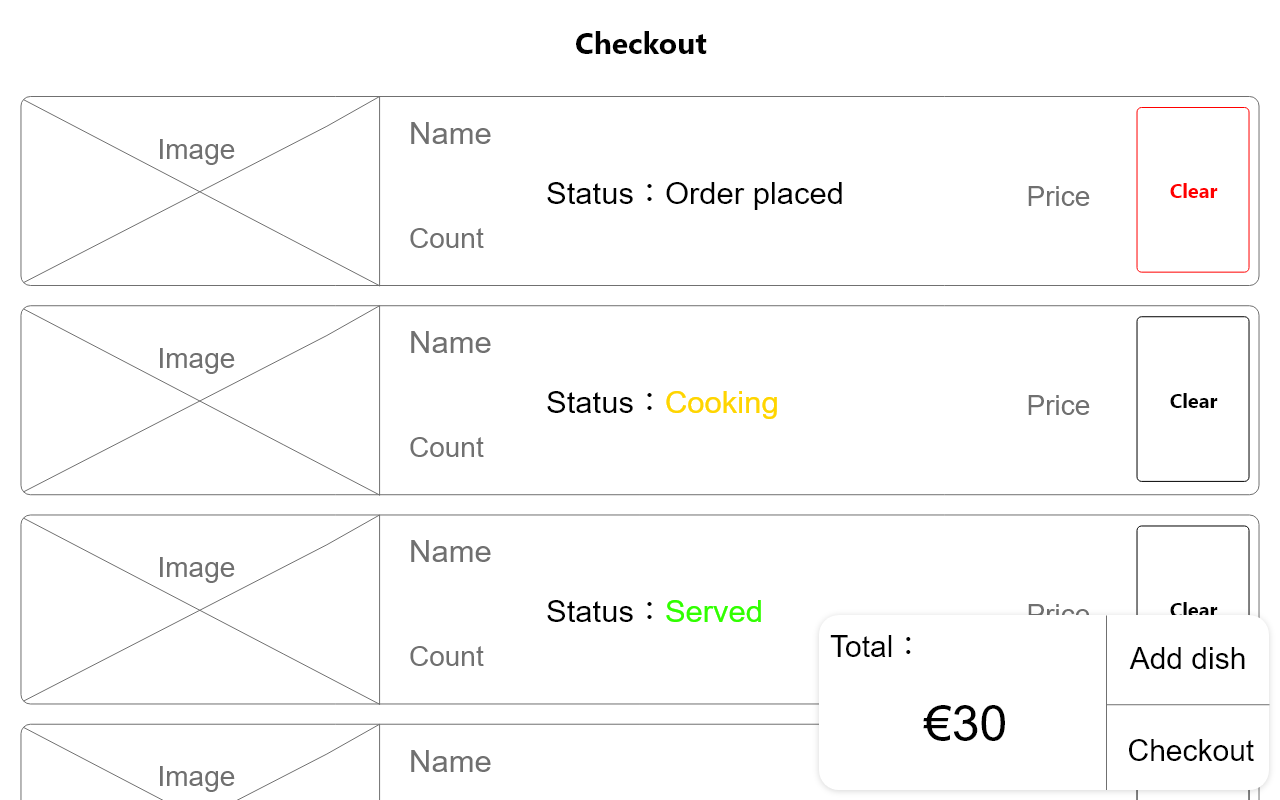 Checkout
Image
Name
Status：Order placed
Count
Price
Clear
Image
Name
Status：Cooking
Count
Price
Clear
Image
Name
Status：Served
Count
Price
Clear
Total：
€30
Add dish
Checkout
Image
Name